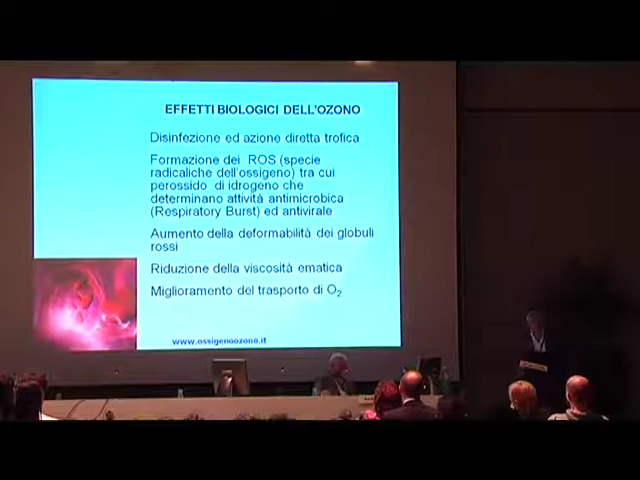 EFFETTI BIOLOGICI DELL'OZONO
Disinfezione ed azione diretta trofica
Formazione dei ROS (specie
radicaliche dell'ossigeno) tra cui
perossido di idrogeno che
determinano attività antimicrobica
(Respiratory Burst) ed antivirale
Aumento della deformabilità dei globuli
rossi
Riduzione della viscosità ematica
Miglioramento del trasporto di O2
www.ossigenoozono.it